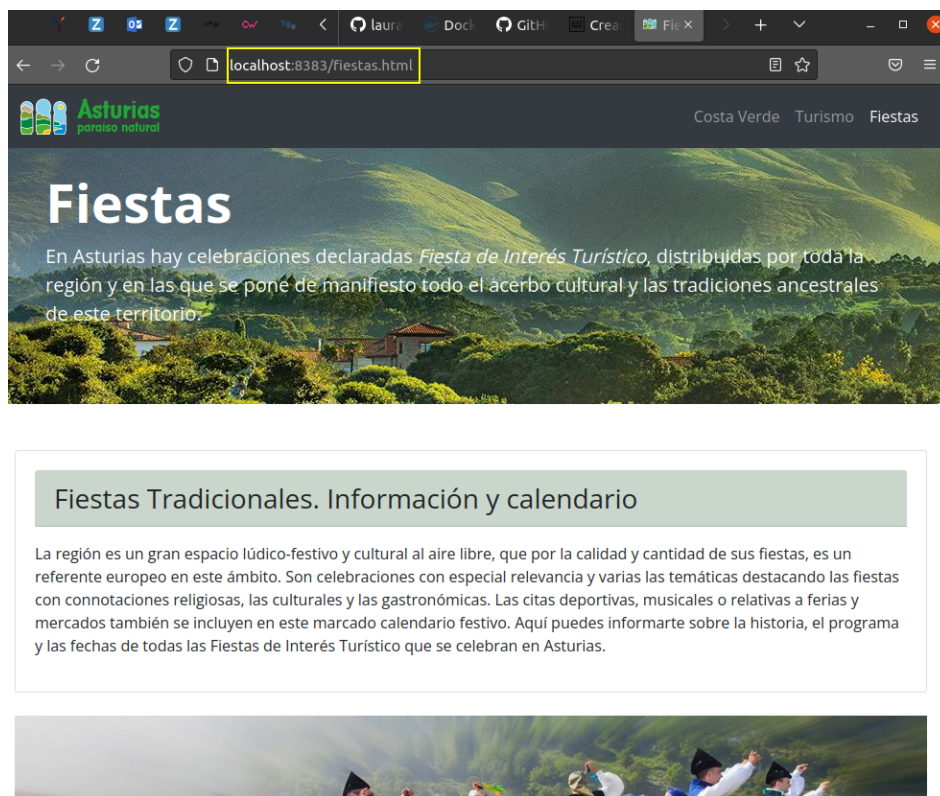 laura
Dock
GitH
Crea
Fie
localhost:8383/fiestas.html
Asturias
paraiso natural
Costa Verde Turismo Fiestas
Fiestas
En Asturias hay celebraciones declaradas Fiesta de Interés Turístico, distribuidas por toda la
región y en las que se pone de manifiesto todo el acerbo cultural y las tradiciones ancestrales
de este territorio.
Fiestas Tradicionales. Información y calendario
La región es un gran espacio lúdico-festivo y cultural al aire libre, que por la calidad y cantidad de sus fiestas, es un
referente europeo en este ámbito. Son celebraciones con especial relevancia y varias las temáticas destacando las fiestas
con connotaciones religiosas, las culturales y las gastronómicas. Las citas deportivas, musicales o relativas a ferias y
mercados también se incluyen en este marcado calendario festivo. Aquí puedes informarte sobre la historia, el programa
y las fechas de todas las Fiestas de Interés Turístico que se celebran en Asturias.